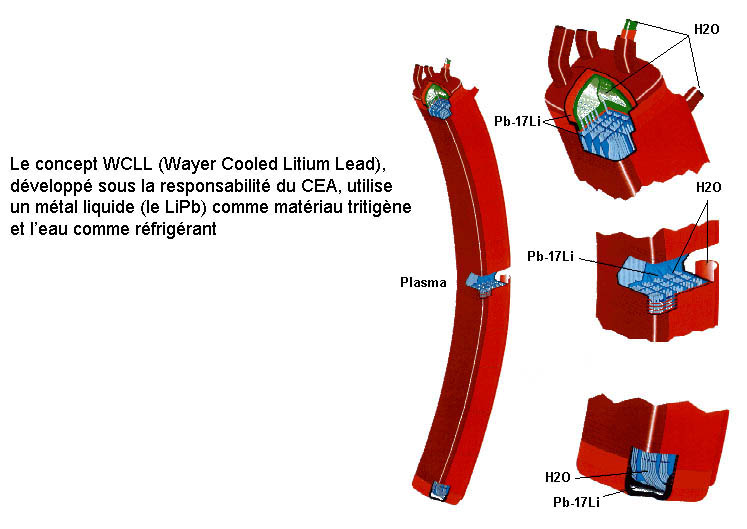 Le concept WCLL (Wayer Cooled Litium Lead),
développé sous la responsabilité du CEA, utilise
un métal liquide (le LiPb) comme matériau tritigène
et l'eau comme réfrigérant
H2O
Pb-17Li
H2O
Pb-17Li
Plasma
H2O
Pb-17Li